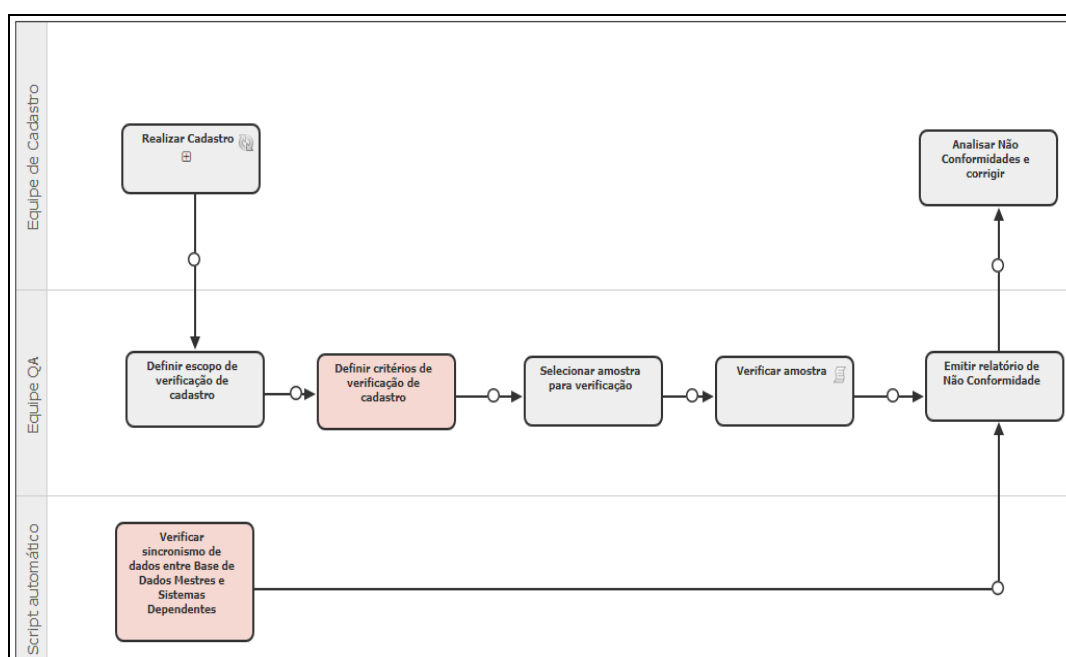 Equipe de Cadastro
Realizar Cadastro
Analisar Não
Conformidades e
corrigir
Equipe QA
Definir escopo de
verificação de
cadastro
Definir critérios de
verificação de
cadastro
Selecionar amostra
para verificação
Verificar amostra
Emitir relatório de
Não Conformidade
Script automático
Verificar
sincronismo de
dados entre Base de
Dados Mestres e
Sistemas
Dependentes